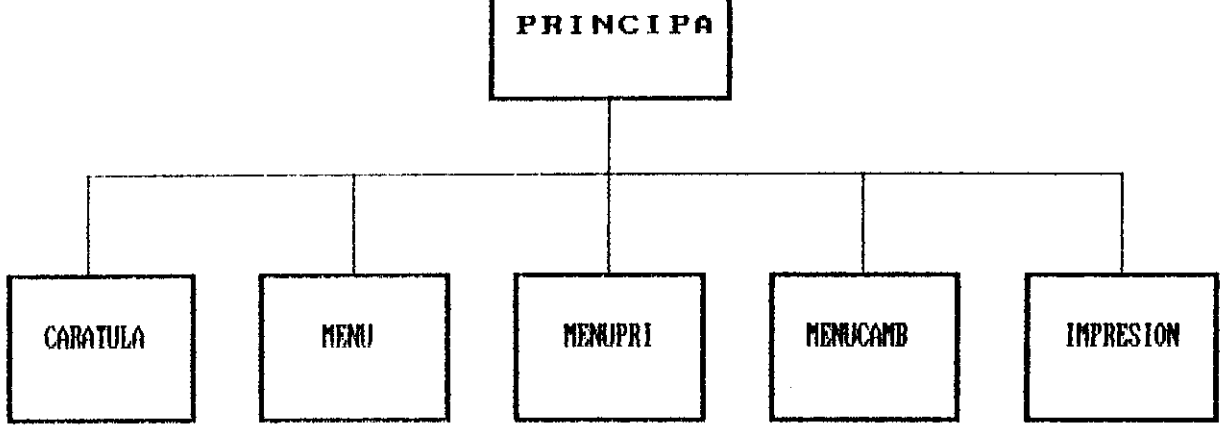 PRINCIPA
CARATULA
MENU
MENUPRI
MENUCAMB
IMPRESION